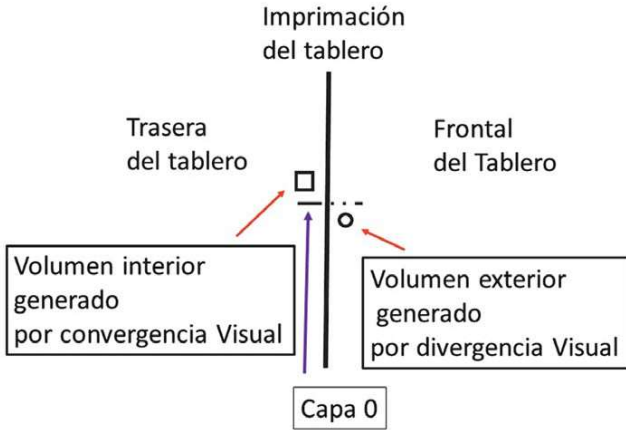 Imprimación
del tablero
Trasera
del tablero
Frontal
del Tablero
Volumen interior
generado
por convergencia Visual
Volumen exterior
generado
por divergencia Visual
Capa 0